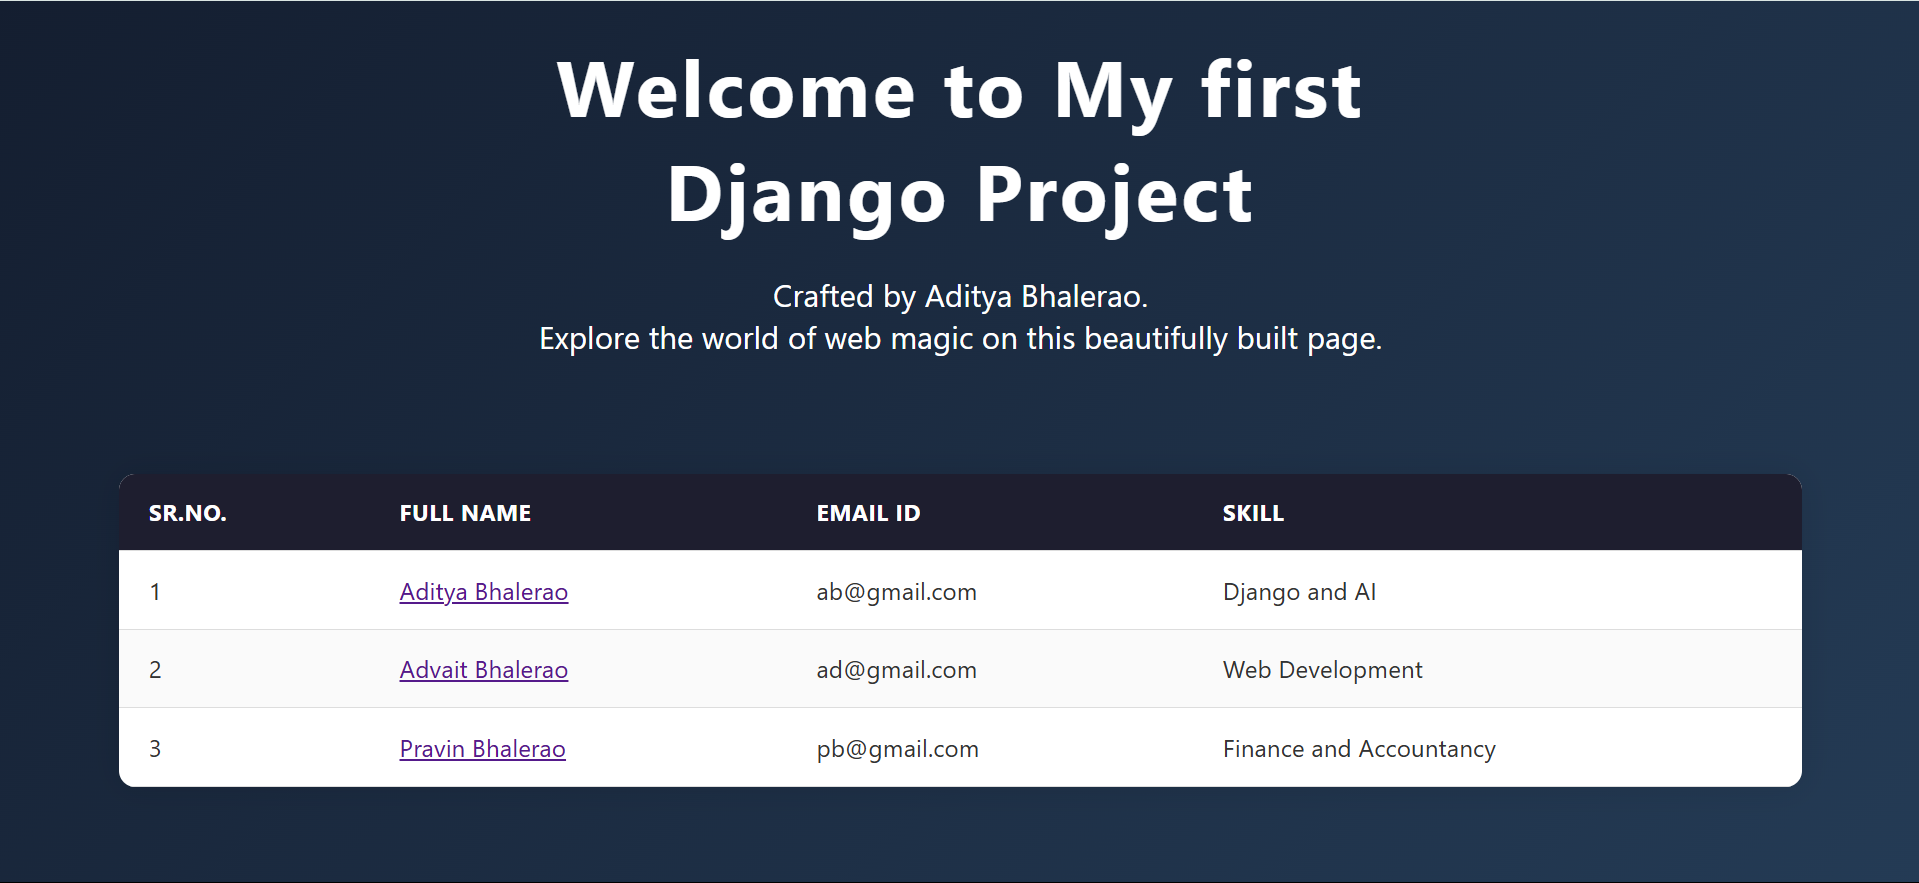 Welcome to My first
Django Project
Crafted by Aditya Bhalerao.
Explore the world of web magic on this beautifully built page.
SR.NO. FULL NAME EMAIL ID SKILL
1 Aditya Bhalerao ab@gmail.com Django and AI
2 Advait Bhalerao ad@gmail.com Web Development
3 Pravin Bhalerao pb@gmail.com Finance and Accountancy